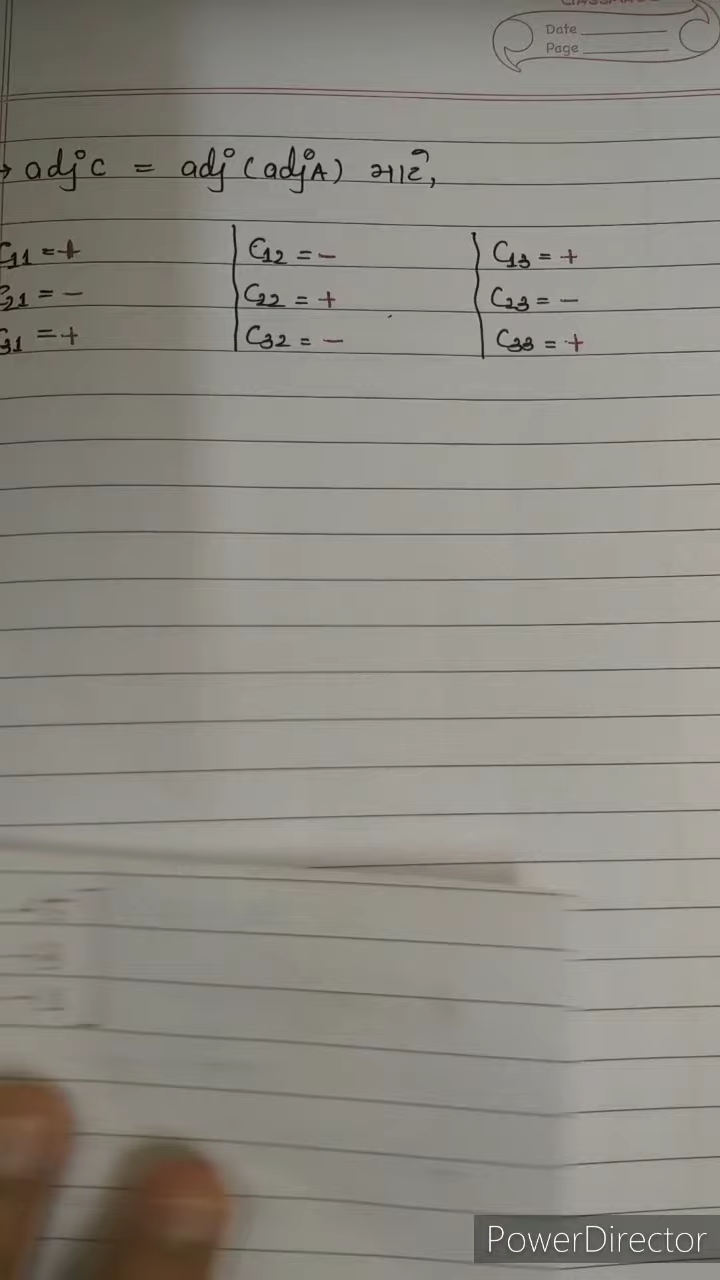 Date
Page
→ adj° C = adj° (adj° A) માટે,
C11 = + | C12 = - | C13 = +
C21 = - | C22 = + | C23 = -
C31 = + | C32 = - | C33 = +
PowerDirector